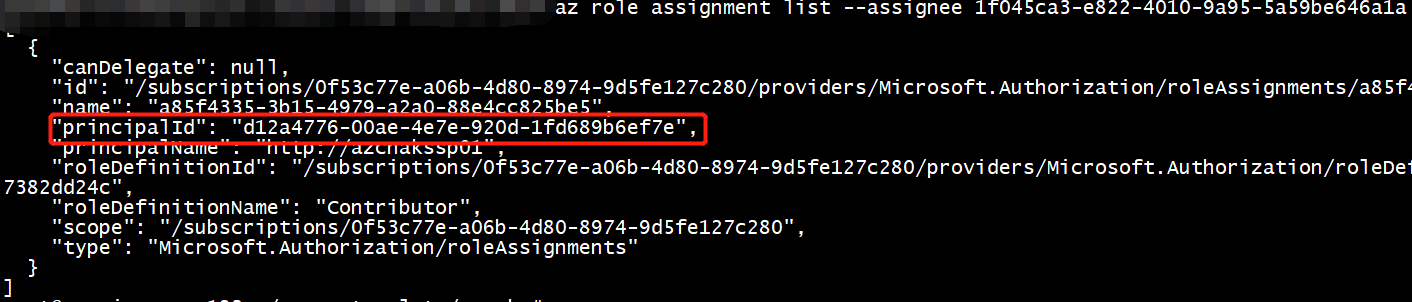 az role assignment list --assignee 1f045ca3-e822-4010-9a95-5a59be646a1a
[
  {
    "canDelegate": null,
    "id": "/subscriptions/0f53c77e-a06b-4d80-8974-9d5fe127c280/providers/Microsoft.Authorization/roleAssignments/a85f4
    "name": "a85f4335-3b15-4979-a2a0-88e4cc825be5",
    "principalId": "d12a4776-00ae-4e7e-920d-1fd689b6ef7e",
    "principalName": "http://azchakssp01",
    "roleDefinitionId": "/subscriptions/0f53c77e-a06b-4d80-8974-9d5fe127c280/providers/Microsoft.Authorization/roleDef
7382dd24c",
    "roleDefinitionName": "Contributor",
    "scope": "/subscriptions/0f53c77e-a06b-4d80-8974-9d5fe127c280",
    "type": "Microsoft.Authorization/roleAssignments"
  }
]